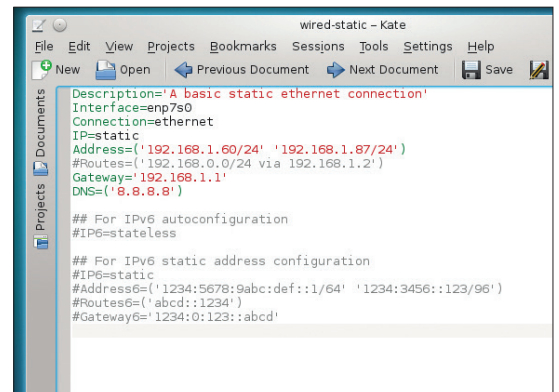 wired-static – Kate
File Edit View Projects Bookmarks Sessions Tools Settings Help
New Open Previous Document Next Document Save
Documents
Projects
Description='A basic static ethernet connection'
Interface=enp7s0
Connection=ethernet
IP=static
Address=('192.168.1.60/24' '192.168.1.87/24')
#Routes=('192.168.0.0/24 via 192.168.1.2')
Gateway='192.168.1.1'
DNS=('8.8.8.8')
## For IPv6 autoconfiguration
#IP6=stateless
## For IPv6 static address configuration
#IP6=static
#Address6=('1234:5678:9abc:def::1/64' '1234:3456::123/96')
#Routes6=('abcd::1234')
#Gateway6='1234:0:123::abcd'